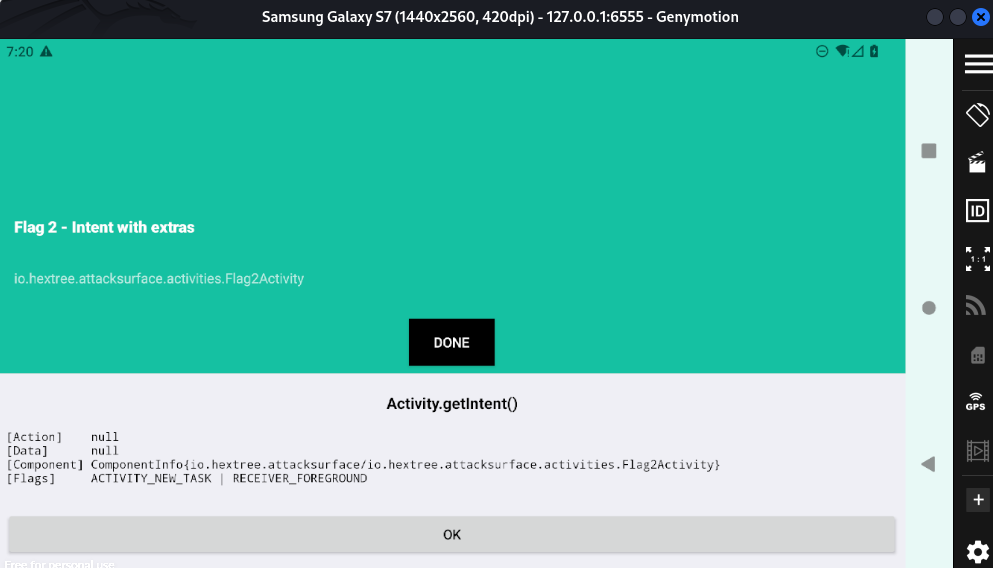 Samsung Galaxy S7 (1440x2560, 420dpi) - 127.0.0.1:6555 - Genymotion
7:20
Flag 2 - Intent with extras
io.hextree.attacksurface.activities.Flag2Activity
DONE
Activity.getIntent()
[Action] null
[Data] null
[Component] ComponentInfo{io.hextree.attacksurface/io.hextree.attacksurface.activities.Flag2Activity}
[Flags] ACTIVITY_NEW_TASK | RECEIVER_FOREGROUND
OK
Free for personal use
ID
1:1
GPS